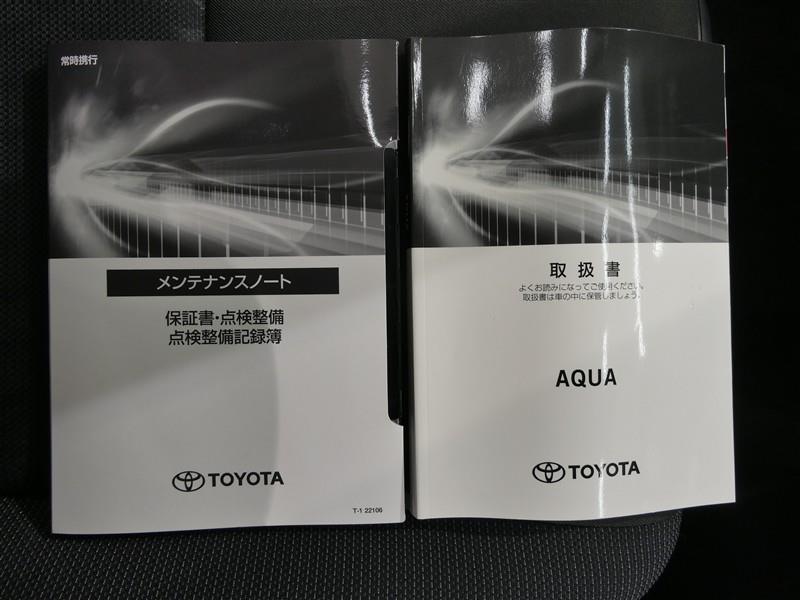 常時携行
メンテナンスノート
保証書・点検整備
点検整備記録簿
TOYOTA
T-1 22106
取扱書
よくお読みになってご使用ください。
取扱書は車の中に保管しましょう。
AQUA
TOYOTA